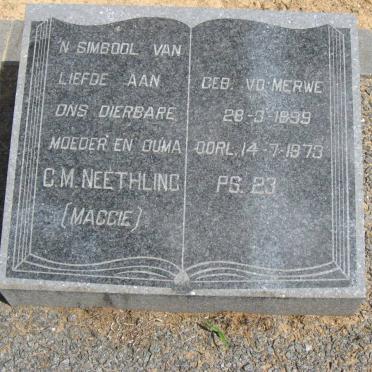 'N SIMBOOL VAN
LIEFDE AAN
ONS DIERBARE
MOEDER EN OUMA
C.M. NEETHLING
(MAGGIE)
GEB. VD. MERWE
28-3-1899
OORL. 14-7-1973
PS. 23